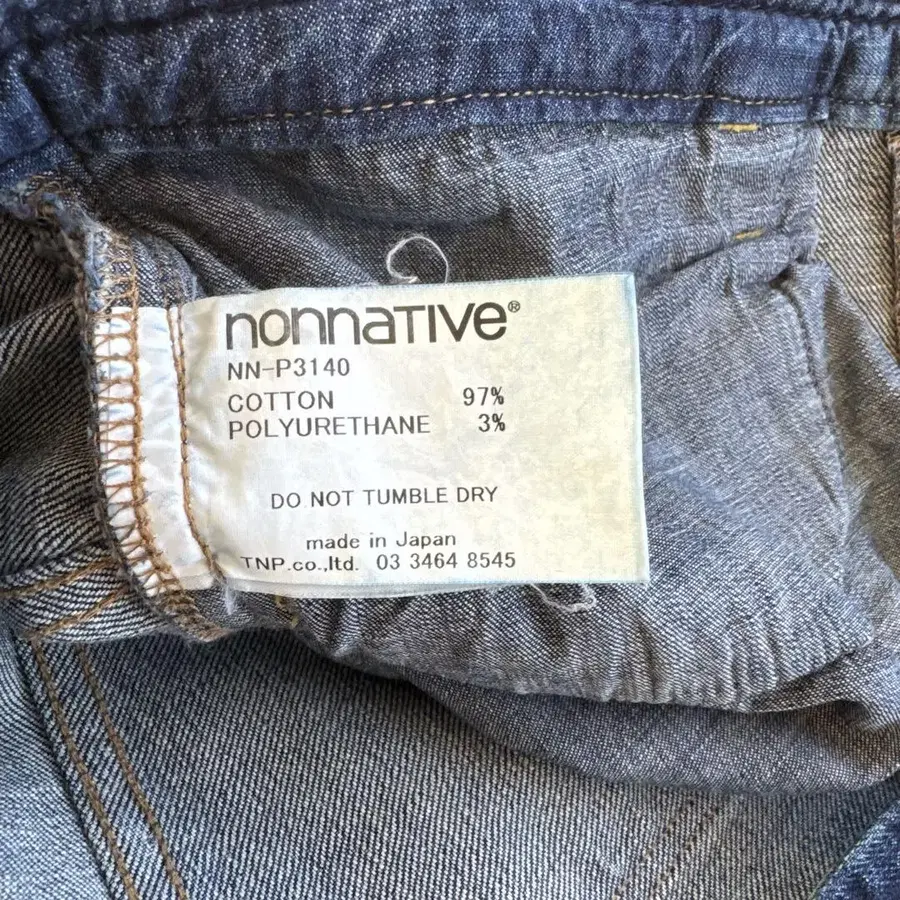 nonnative®
NN-P3140
COTTON 97%
POLYURETHANE 3%
DO NOT TUMBLE DRY
made in Japan
TNP.co.,ltd. 03 3464 8545